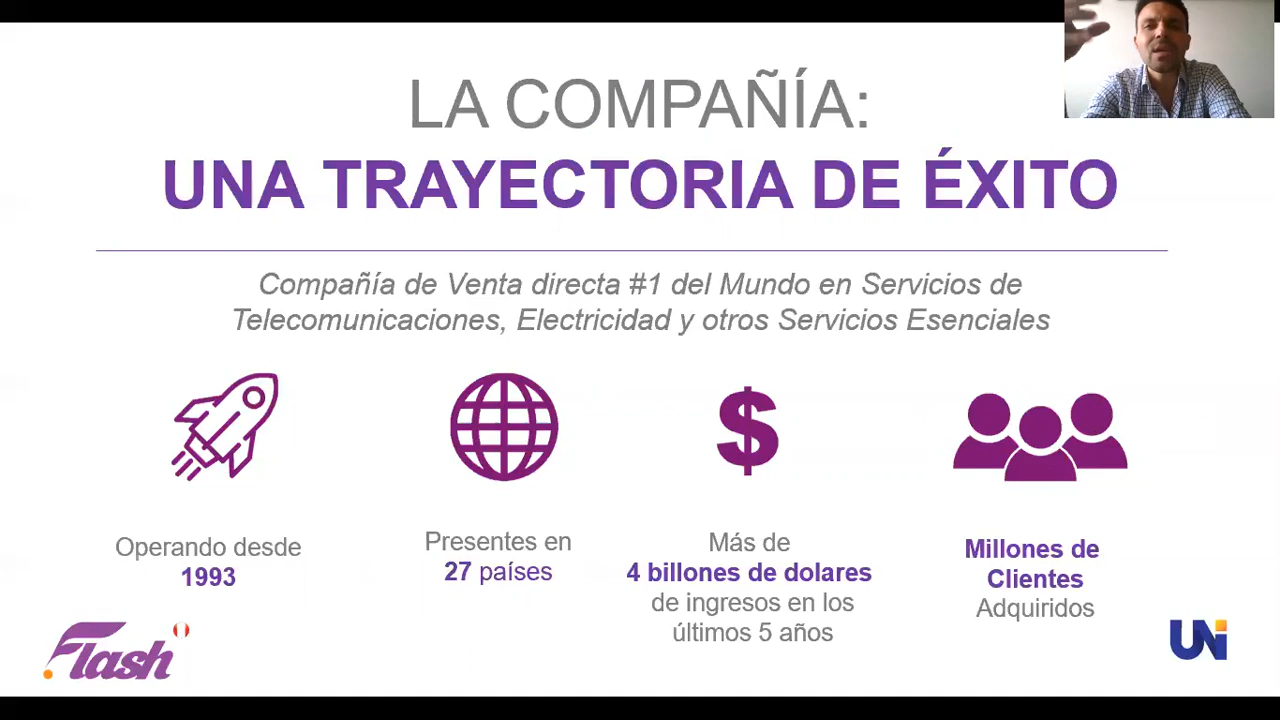 LA COMPAÑÍA:
UNA TRAYECTORIA DE ÉXITO
Compañía de Venta directa #1 del Mundo en Servicios de
Telecomunicaciones, Electricidad y otros Servicios Esenciales
$
Operando desde
1993
Presentes en
27 países
Más de
4 billones de dolares
de ingresos en los
últimos 5 años
Millones de
Clientes
Adquiridos
Flash
UNi